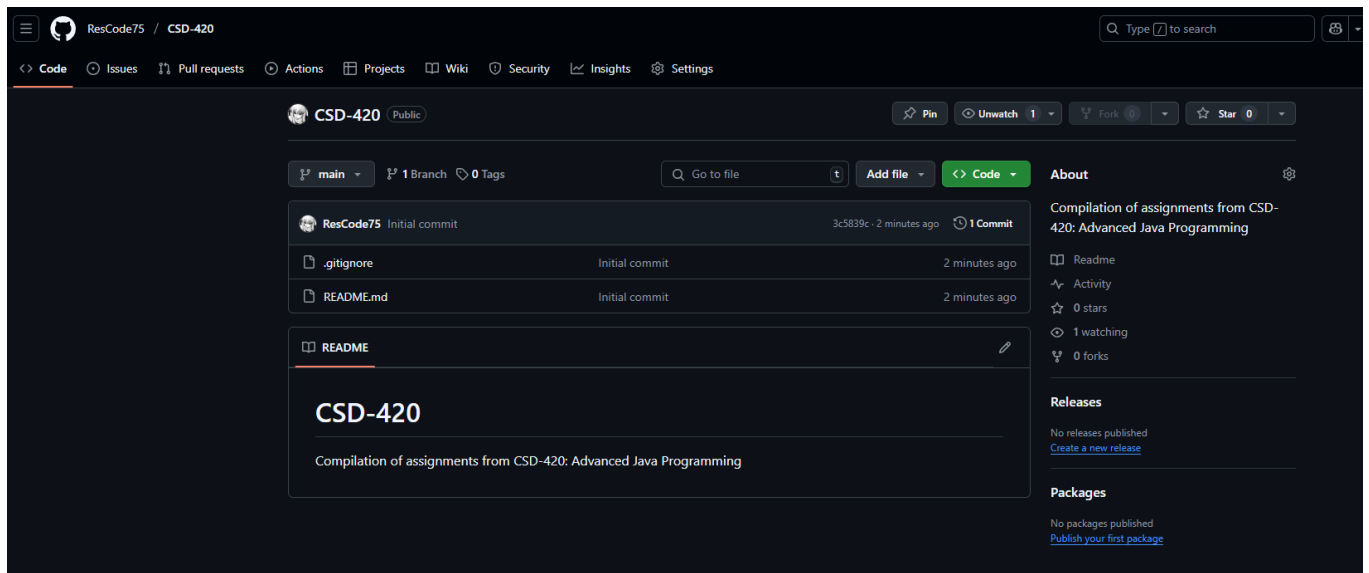 ResCode75 / CSD-420
Type / to search
Code Issues Pull requests Actions Projects Wiki Security Insights Settings
CSD-420 Public
Pin Unwatch 1 Fork 0 Star 0
main 1 Branch 0 Tags Go to file t Add file Code
ResCode75 Initial commit 3c5839c · 2 minutes ago 1 Commit
.gitignore Initial commit 2 minutes ago
README.md Initial commit 2 minutes ago
README
CSD-420
Compilation of assignments from CSD-420: Advanced Java Programming
About
Compilation of assignments from CSD-
420: Advanced Java Programming
Readme
Activity
0 stars
1 watching
0 forks
Releases
No releases published
Create a new release
Packages
No packages published
Publish your first package